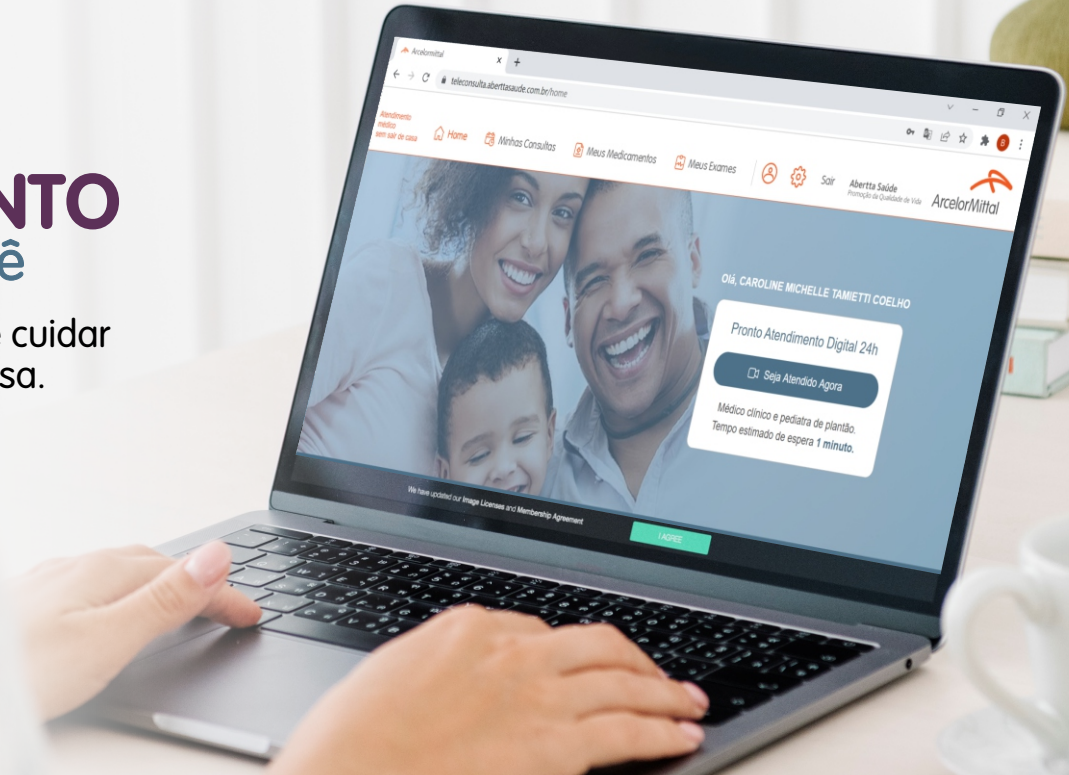 NTO
ê
e cuidar
sa.
Arcelormittal
teleconsulta.aberttasaude.com.br/home
B
Atendimento
médico
sem sair de casa
Home
Minhas Consultas
Meus Medicamentos
Meus Exames
Sair
Abertta Saúde
Promoção da Qualidade de Vida
ArcelorMittal
Olá, CAROLINE MICHELLE TAMIETTI COELHO
Pronto Atendimento Digital 24h
Seja Atendido Agora
Médico clínico e pediatra de plantão.
Tempo estimado de espera 1 minuto.
We have updated our Image Licenses and Membership Agreement
I AGREE